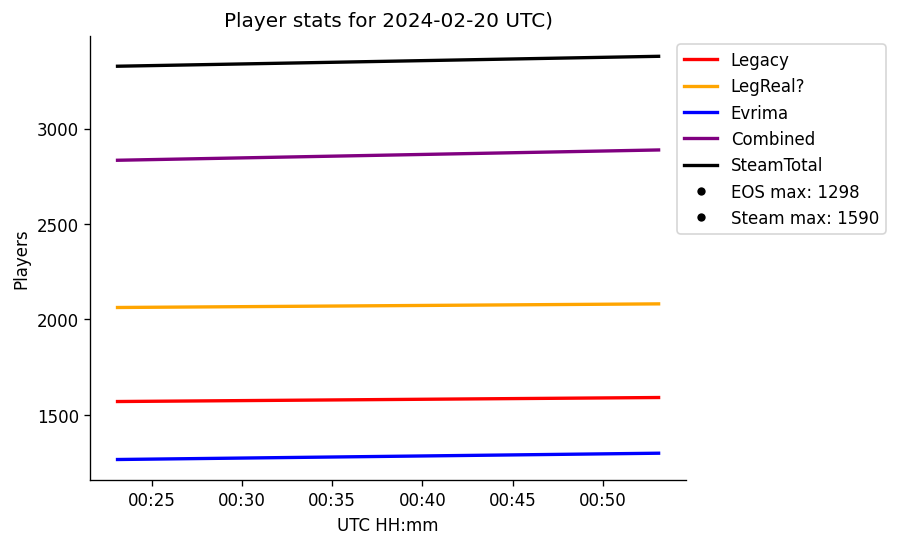 Player stats for 2024-02-20 UTC)
Legacy
LegReal?
Evrima
Combined
SteamTotal
EOS max: 1298
Steam max: 1590
Players
3000
2500
2000
1500
00:25 00:30 00:35 00:40 00:45 00:50
UTC HH:mm